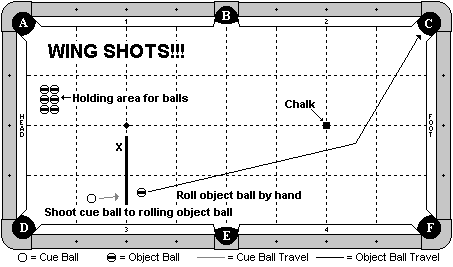 A B C
1 2
WING SHOTS!!!
Holding area for balls
Chalk
HEAD
FOOT
X
Roll object ball by hand
Shoot cue ball to rolling object ball
D E F
3 4
= Cue Ball = Object Ball = Cue Ball Travel = Object Ball Travel